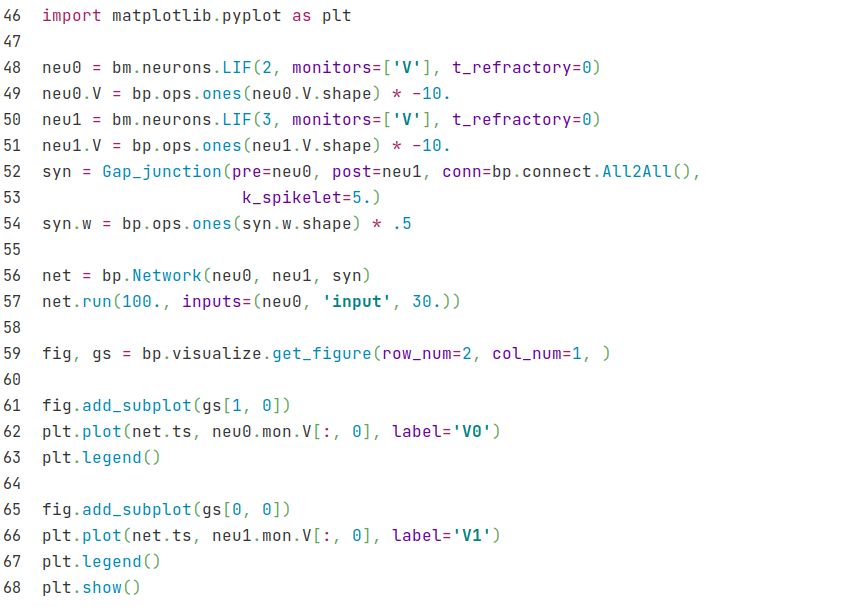 46 import matplotlib.pyplot as plt
47
48 neu0 = bm.neurons.LIF(2, monitors=['V'], t_refractory=0)
49 neu0.V = bp.ops.ones(neu0.V.shape) * -10.
50 neu1 = bm.neurons.LIF(3, monitors=['V'], t_refractory=0)
51 neu1.V = bp.ops.ones(neu1.V.shape) * -10.
52 syn = Gap_junction(pre=neu0, post=neu1, conn=bp.connect.All2All(),
53                     k_spikelet=5.)
54 syn.w = bp.ops.ones(syn.w.shape) * .5
55
56 net = bp.Network(neu0, neu1, syn)
57 net.run(100., inputs=(neu0, 'input', 30.))
58
59 fig, gs = bp.visualize.get_figure(row_num=2, col_num=1, )
60
61 fig.add_subplot(gs[1, 0])
62 plt.plot(net.ts, neu0.mon.V[:, 0], label='V0')
63 plt.legend()
64
65 fig.add_subplot(gs[0, 0])
66 plt.plot(net.ts, neu1.mon.V[:, 0], label='V1')
67 plt.legend()
68 plt.show()